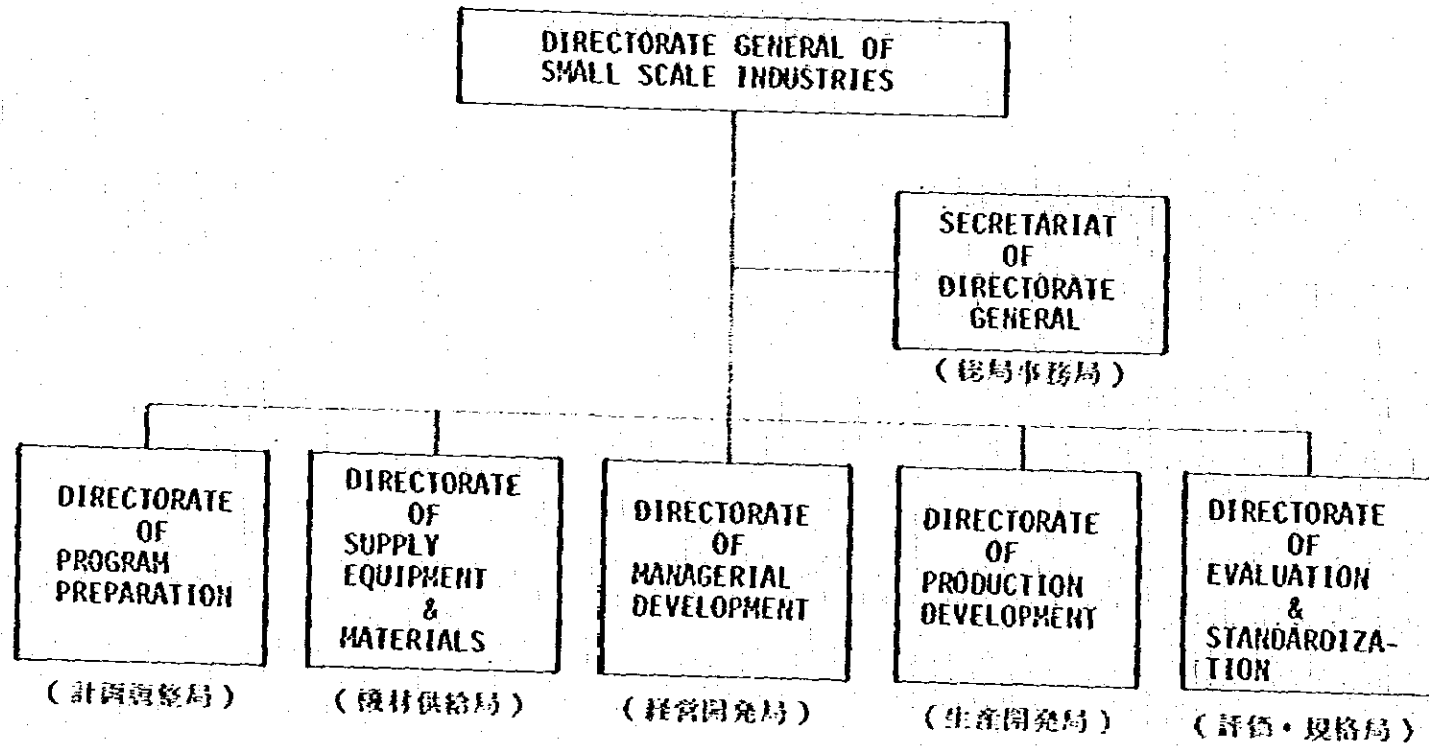 DIRECTORATE GENERAL OF
SMALL SCALE INDUSTRIES
SECRETARIAT
OF
DIRECTORATE
GENERAL
(総局事務局)
DIRECTORATE
OF
PROGRAM
PREPARATION
(計画調整局)
DIRECTORATE
OF
SUPPLY
EQUIPMENT
&
MATERIALS
(機材供給局)
DIRECTORATE
OF
MANAGERIAL
DEVELOPMENT
(経営開発局)
DIRECTORATE
OF
PRODUCTION
DEVELOPMENT
(生産開発局)
DIRECTORATE
OF
EVALUATION
&
STANDARDIZA-
TION
(評価・規格局)